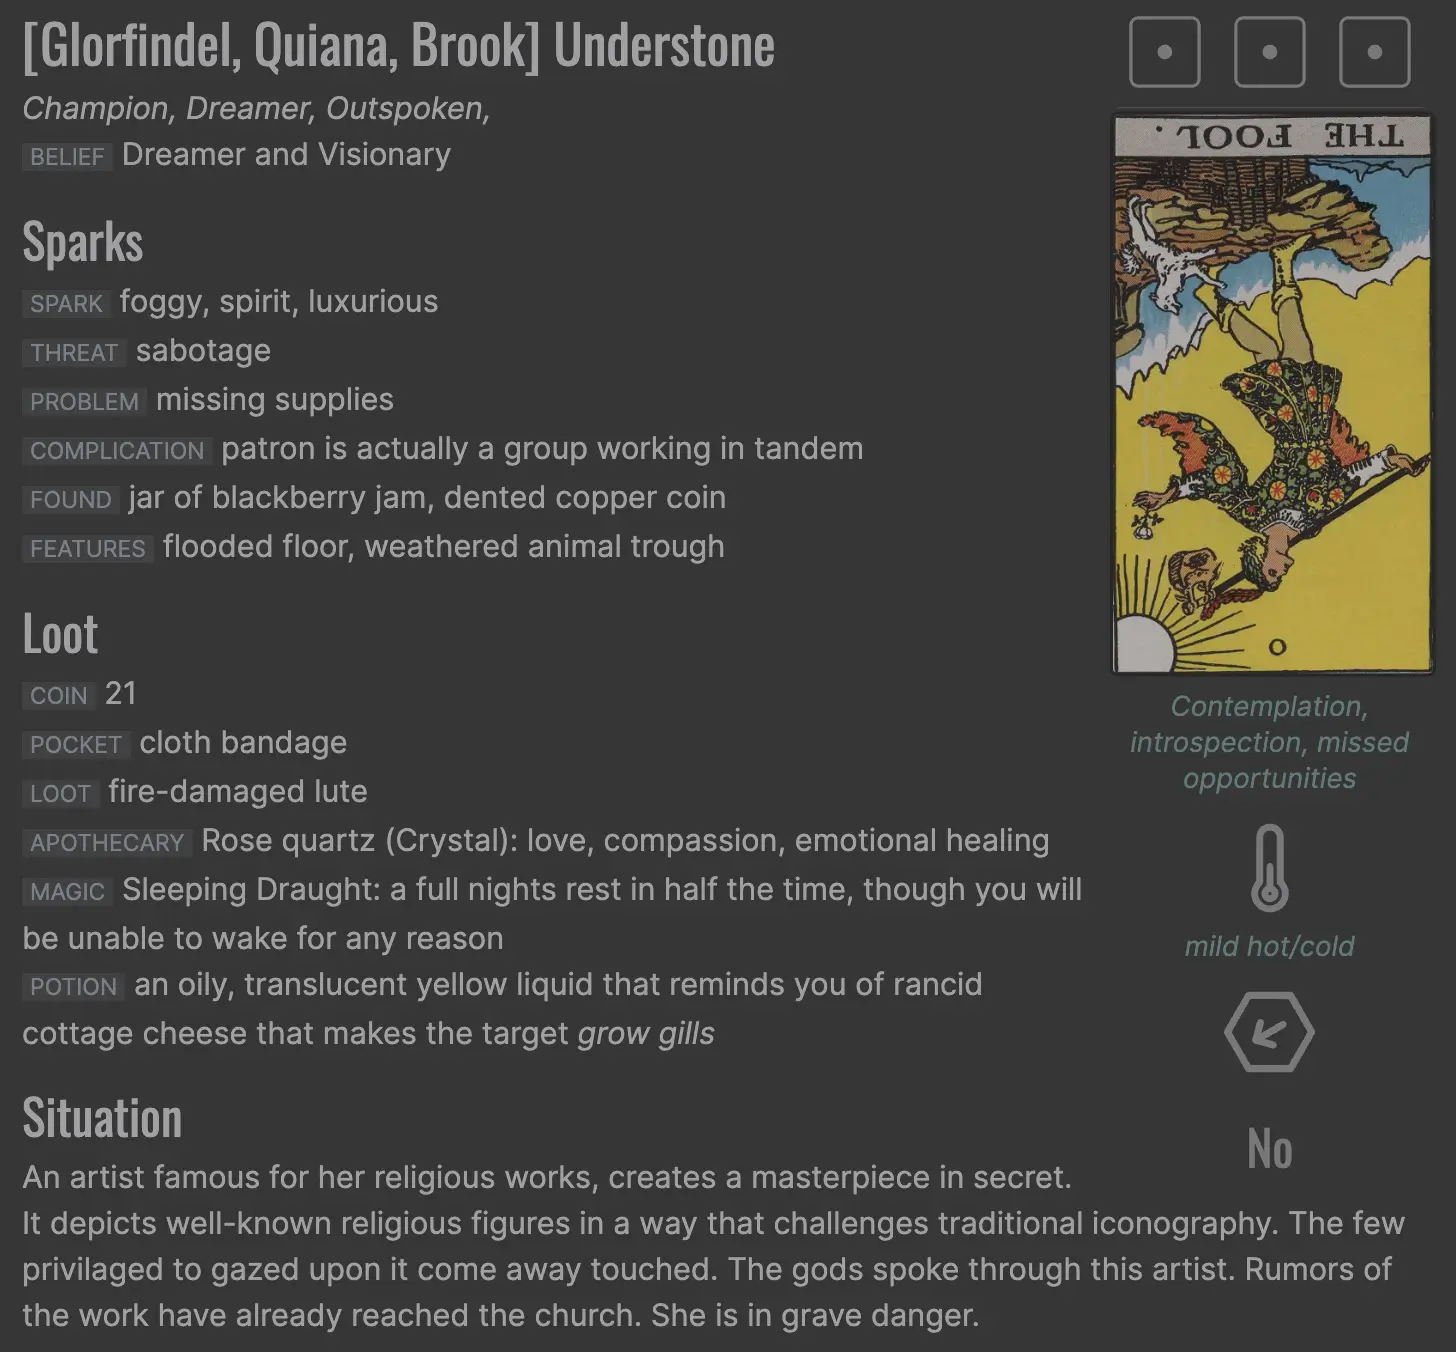 [Glorfindel, Quiana, Brook] Understone
Champion, Dreamer, Outspoken,
BELIEF Dreamer and Visionary
Sparks
SPARK foggy, spirit, luxurious
THREAT sabotage
PROBLEM missing supplies
COMPLICATION patron is actually a group working in tandem
FOUND jar of blackberry jam, dented copper coin
FEATURES flooded floor, weathered animal trough
Loot
COIN 21
POCKET cloth bandage
LOOT fire-damaged lute
APOTHECARY Rose quartz (Crystal): love, compassion, emotional healing
MAGIC Sleeping Draught: a full nights rest in half the time, though you will
be unable to wake for any reason
POTION an oily, translucent yellow liquid that reminds you of rancid
cottage cheese that makes the target grow gills
Situation
An artist famous for her religious works, creates a masterpiece in secret.
It depicts well-known religious figures in a way that challenges traditional iconography. The few
privilaged to gazed upon it come away touched. The gods spoke through this artist. Rumors of
the work have already reached the church. She is in grave danger.
THE FOOL.
0
Contemplation,
introspection, missed
opportunities
mild hot/cold
No